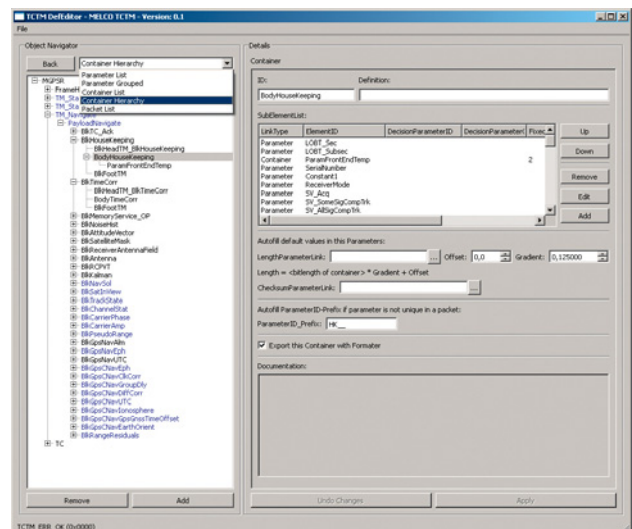 TCTM DefEditor - MELCO TCTM - Version: 0.1
File
Object Navigator
Back
Container Hierarchy
Parameter List
Parameter Grouped
Container List
Container Hierarchy
Packet List
MGPSR
FrameH
TM_Sta
TM_Sta
TM_Navigate
PayloadNavigate
BlkTC_Ack
BlkHouseKeeping
BlkHeadTM_BlkHouseKeeping
BodyHouseKeeping
ParamFrontEndTemp
BlkFootTM
BlkTimeCorr
BlkHeadTM_BlkTimeCorr
BodyTimeCorr
BlkFootTM
BlkMemoryService_OP
BlkNoiseHist
BlkAttitudeVector
BlkSatelliteMask
BlkReceiverAntennaField
BlkAntenna
BlkRCPYT
BlkKalman
BlkNavSol
BlkSatInView
BlkTrackState
BlkChannelStat
BlkCarrierPhase
BlkCarrierAmp
BlkPseudoRange
BlkGpsNavAlm
BlkGpsNavEph
BlkGpsNavUTC
BlkGpsCNavEph
BlkGpsCNavClkCorr
BlkGpsCNavGroupDly
BlkGpsCNavDiffCorr
BlkGpsCNavUTC
BlkGpsCNavIonosphere
BlkGpsCNavGpsGnssTimeOffset
BlkGpsCNavEarthOrient
BlkRangeResiduals
TC
Remove
Add
Details
Container
ID:
Definition:
BodyHouseKeeping
SubElementList:
LinkType ElementID DecisionParameterID DecisionParameterC Fixed_
Parameter LOBT_Sec
Parameter LOBT_Subsec
Container ParamFrontEndTemp 2
Parameter SerialNumber
Parameter Constant1
Parameter ReceiverMode
Parameter SV_Acq
Parameter SV_SomeSigCompTrk
Parameter SV_AllSigCompTrk
Up
Down
Remove
Edit
Add
Autofill default values in this Parameters:
LengthParameterLink: ... Offset: 0,0 Gradient: 0,125000
Length = <bitlength of container> * Gradient + Offset
ChecksumParameterLink: ...
Autofill ParameterID-Prefix if parameter is not unique in a packet:
ParameterID_Prefix: HK__
Export this Container with Formater
Documentation:
Undo Changes
Apply
TCTM_ERR_OK (0x0000)